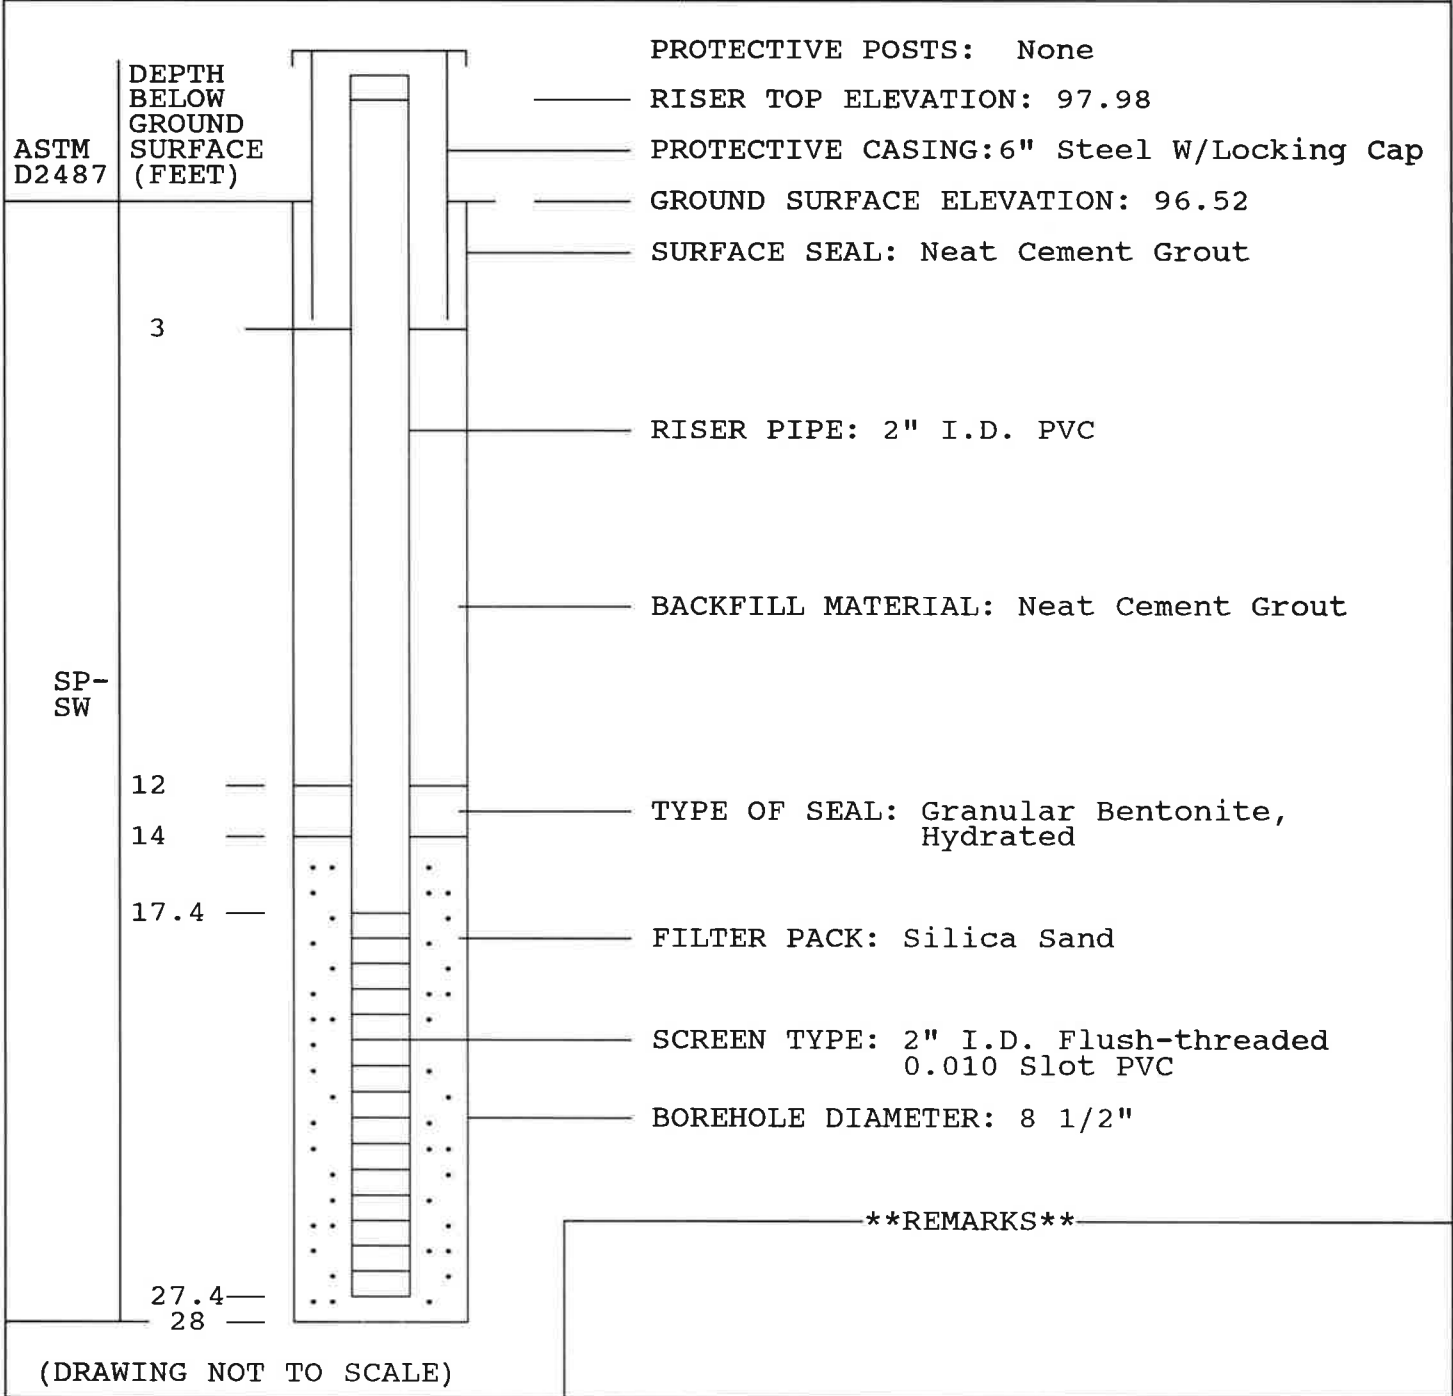 PROTECTIVE POSTS: None
DEPTH
BELOW
GROUND
SURFACE
(FEET)
ASTM
D2487
RISER TOP ELEVATION: 97.98
PROTECTIVE CASING:6" Steel W/Locking Cap
GROUND SURFACE ELEVATION: 96.52
SURFACE SEAL: Neat Cement Grout
3
RISER PIPE: 2" I.D. PVC
BACKFILL MATERIAL: Neat Cement Grout
SP-
SW
12
TYPE OF SEAL: Granular Bentonite,
Hydrated
14
17.4
FILTER PACK: Silica Sand
SCREEN TYPE: 2" I.D. Flush-threaded
0.010 Slot PVC
BOREHOLE DIAMETER: 8 1/2"
**REMARKS**
27.4
28
(DRAWING NOT TO SCALE)